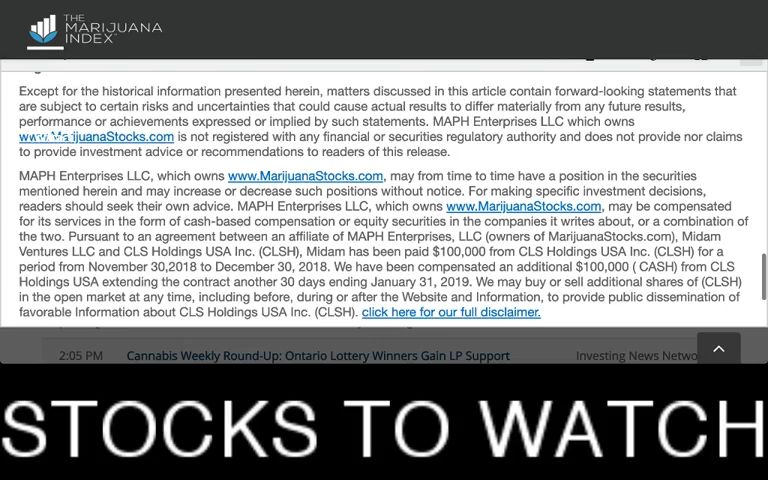 THE
MARIJUANA
INDEX
Except for the historical information presented herein, matters discussed in this article contain forward-looking statements that
are subject to certain risks and uncertainties that could cause actual results to differ materially from any future results,
performance or achievements expressed or implied by such statements. MAPH Enterprises LLC which owns
www.MarijuanaStocks.com is not registered with any financial or securities regulatory authority and does not provide nor claims
to provide investment advice or recommendations to readers of this release.
MAPH Enterprises LLC, which owns www.MarijuanaStocks.com, may from time to time have a position in the securities
mentioned herein and may increase or decrease such positions without notice. For making specific investment decisions,
readers should seek their own advice. MAPH Enterprises LLC, which owns www.MarijuanaStocks.com, may be compensated
for its services in the form of cash-based compensation or equity securities in the companies it writes about, or a combination of
the two. Pursuant to an agreement between an affiliate of MAPH Enterprises, LLC (owners of MarijuanaStocks.com), Midam
Ventures LLC and CLS Holdings USA Inc. (CLSH), Midam has been paid $100,000 from CLS Holdings USA Inc. (CLSH) for a
period from November 30,2018 to December 30, 2018. We have been compensated an additional $100,000 ( CASH) from CLS
Holdings USA extending the contract another 30 days ending January 31, 2019. We may buy or sell additional shares of (CLSH)
in the open market at any time, including before, during or after the Website and Information, to provide public dissemination of
favorable Information about CLS Holdings USA Inc. (CLSH). click here for our full disclaimer.
2:05 PM Cannabis Weekly Round-Up: Ontario Lottery Winners Gain LP Support Investing News Netwo
STOCKS TO WATCH